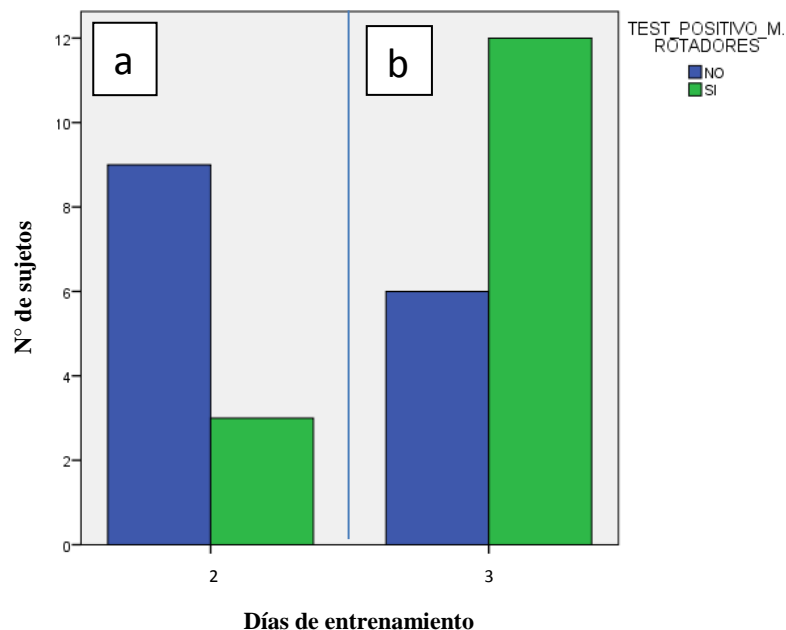 TEST_POSITIVO_M.
ROTADORES
NO
SI
a
b
12
10
8
6
4
2
0
N° de sujetos
2
3
Días de entrenamiento